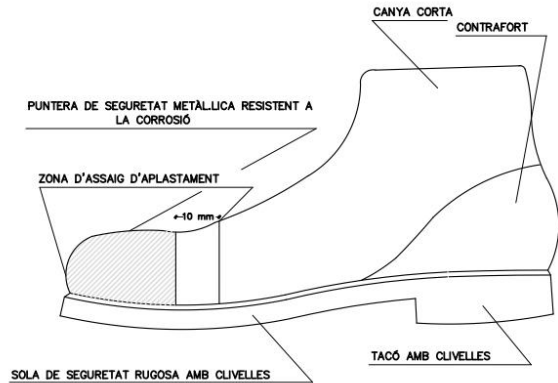 CANYA CORTA
CONTRAFORT
PUNTERA DE SEGURETAT METÀL.LICA RESISTENT A
LA CORROSIÓ
ZONA D'ASSAIG D'APLASTAMENT
10 mm
TACÓ AMB CLIVELLES
SOLA DE SEGURETAT RUGOSA AMB CLIVELLES